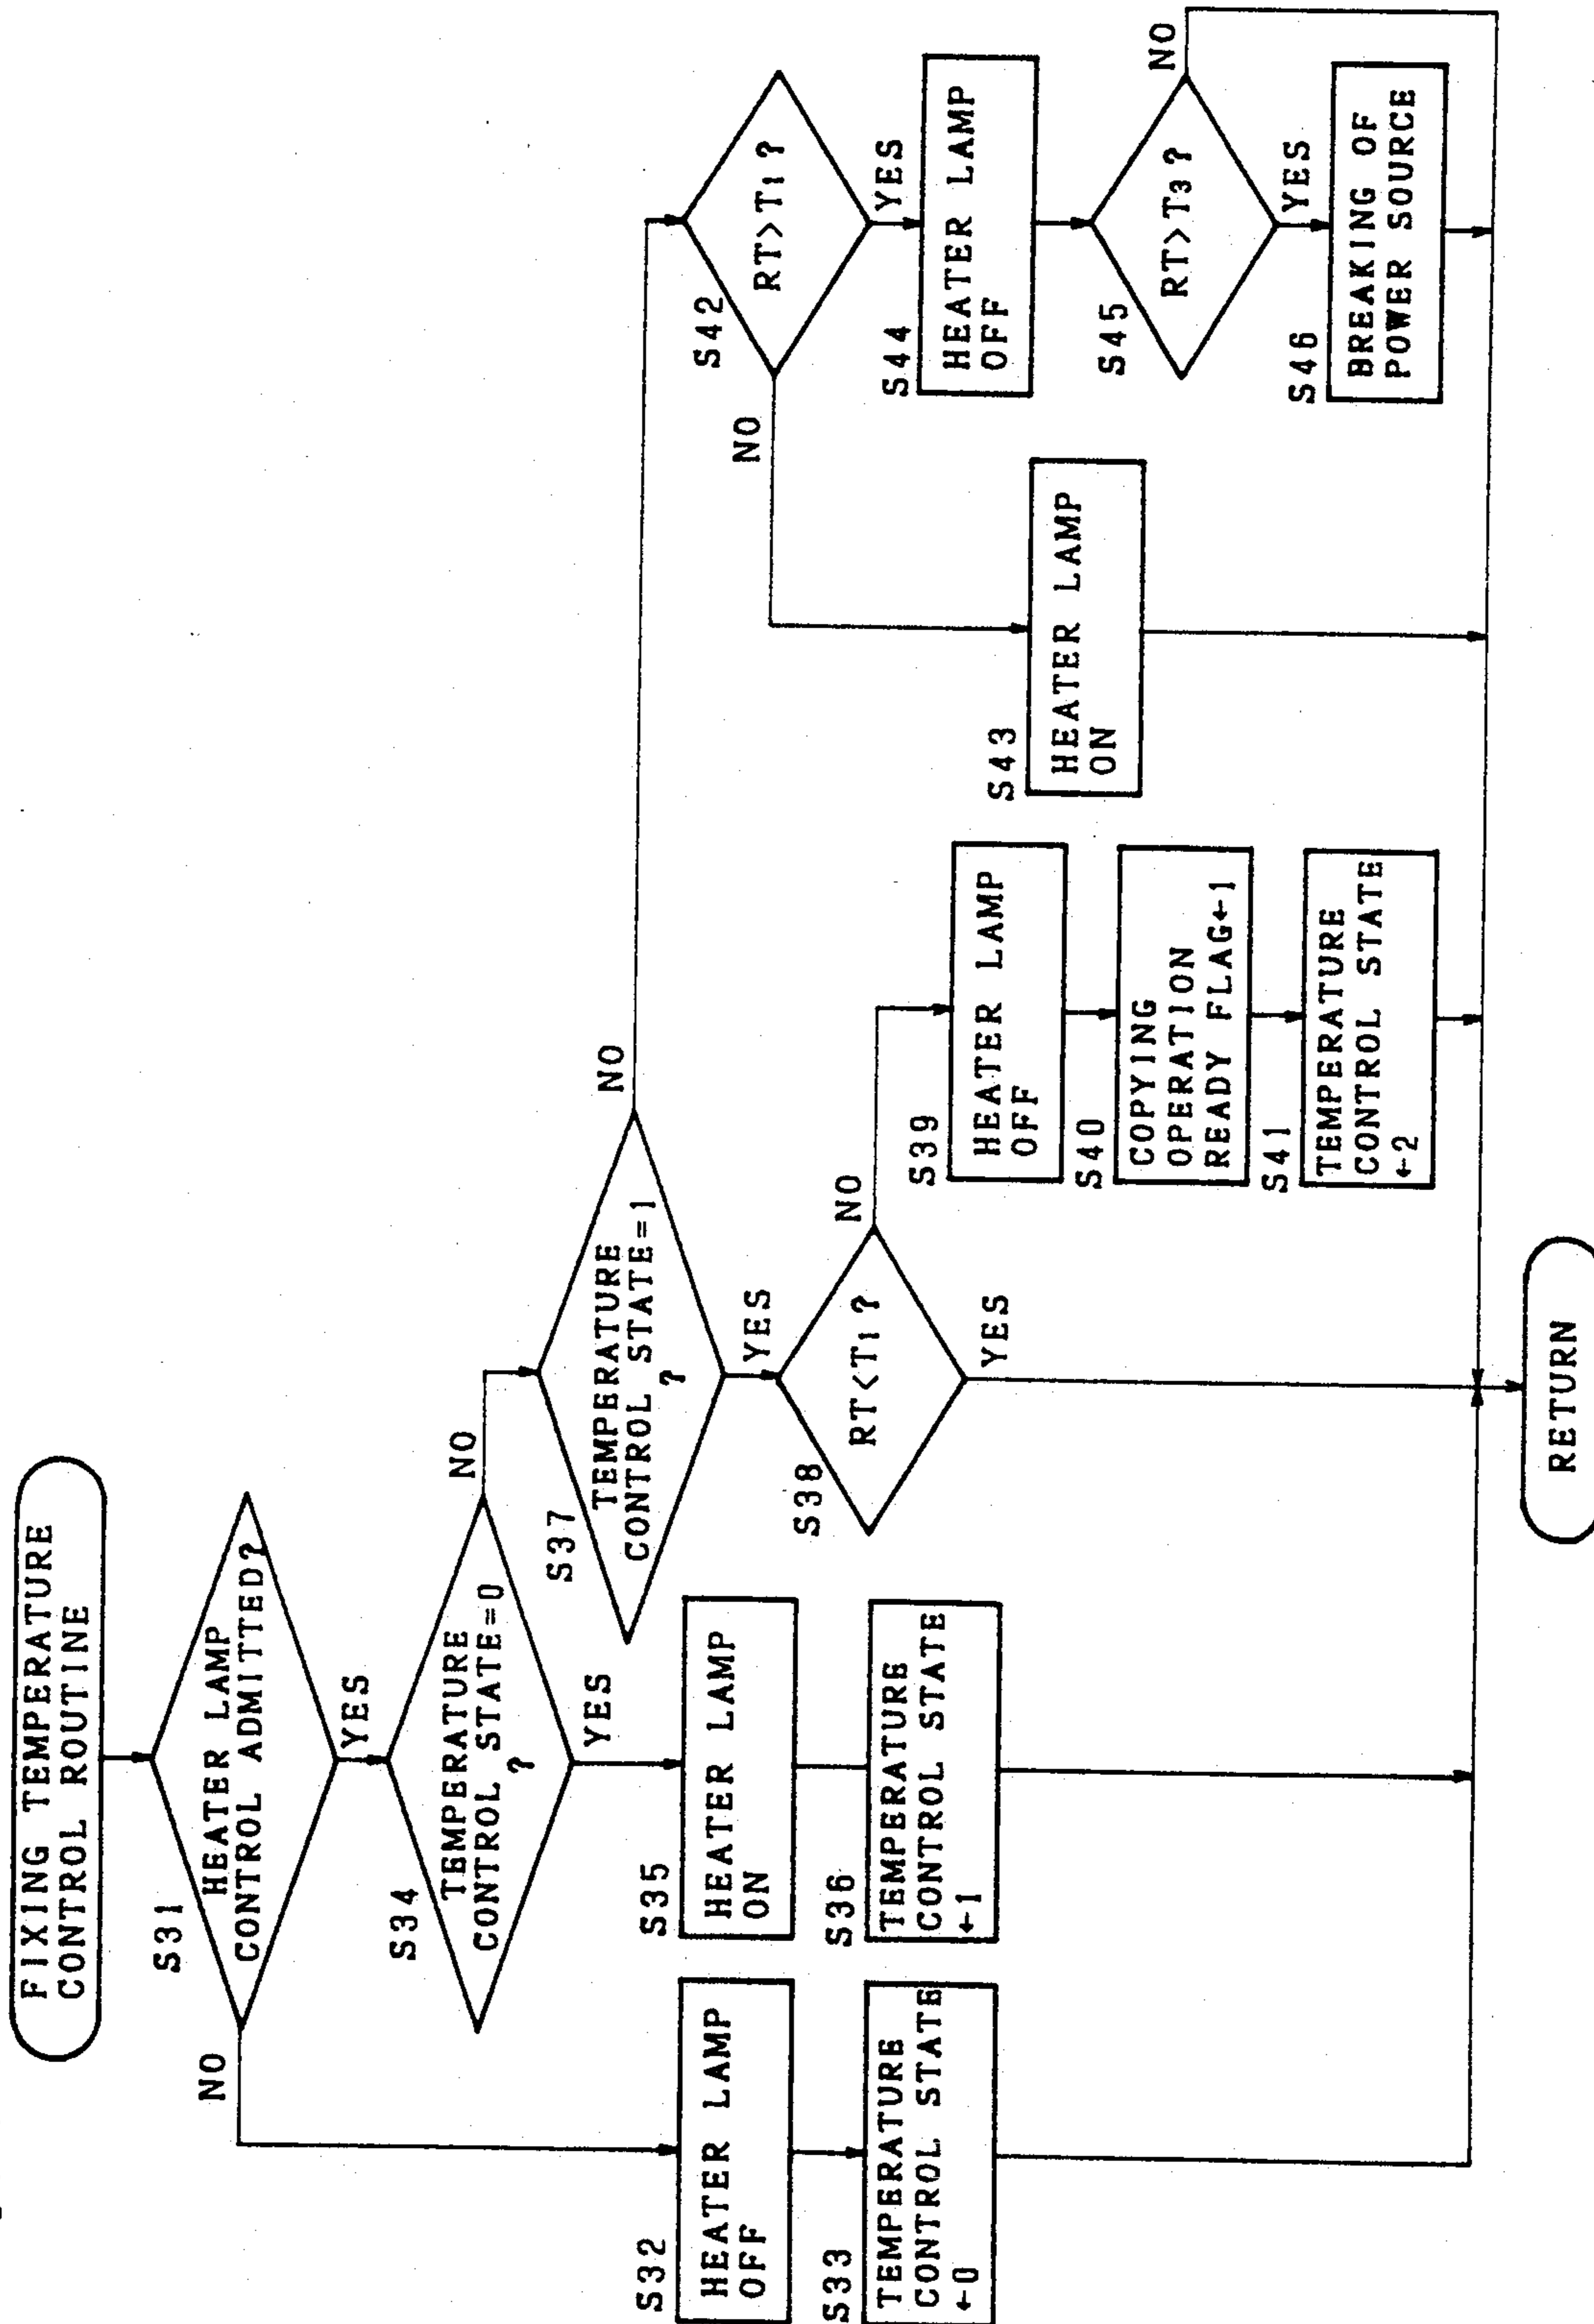 FIXING TEMPERATURE
CONTROL ROUTINE
S31
HEATER LAMP
CONTROL ADMITTED?
NO
YES
S32
HEATER LAMP
OFF
S33
TEMPERATURE
CONTROL STATE
←0
S34
TEMPERATURE
CONTROL STATE=0
?
NO
YES
S35
HEATER LAMP
ON
S36
TEMPERATURE
CONTROL STATE
←1
S37
TEMPERATURE
CONTROL STATE=1
?
NO
YES
S38
RT<T1?
NO
YES
S39
HEATER LAMP
OFF
S40
COPYING
OPERATION
READY FLAG←1
S41
TEMPERATURE
CONTROL STATE
←2
S42
RT>T1?
NO
YES
S43
HEATER LAMP
ON
S44
HEATER LAMP
OFF
S45
RT>T3?
NO
YES
S46
BREAKING OF
POWER SOURCE
RETURN